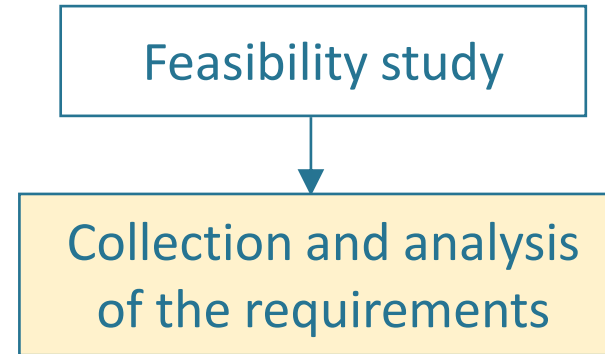 Feasibility study
Collection and analysis
of the requirements